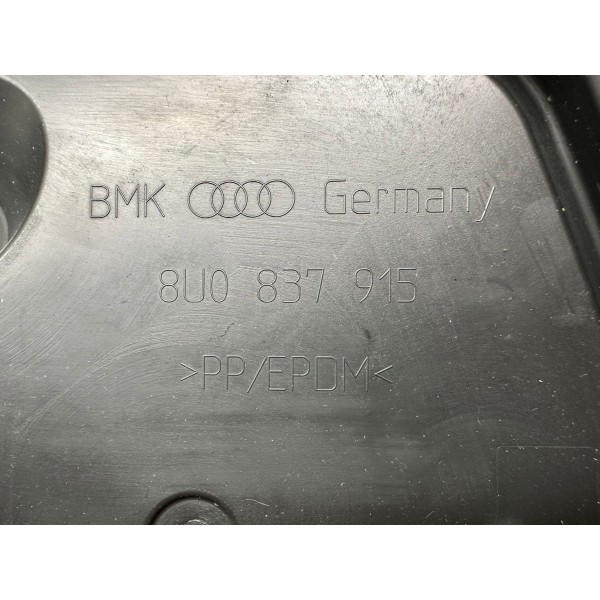 BMK Germany
8U0 837 915
>PP/EPDM<